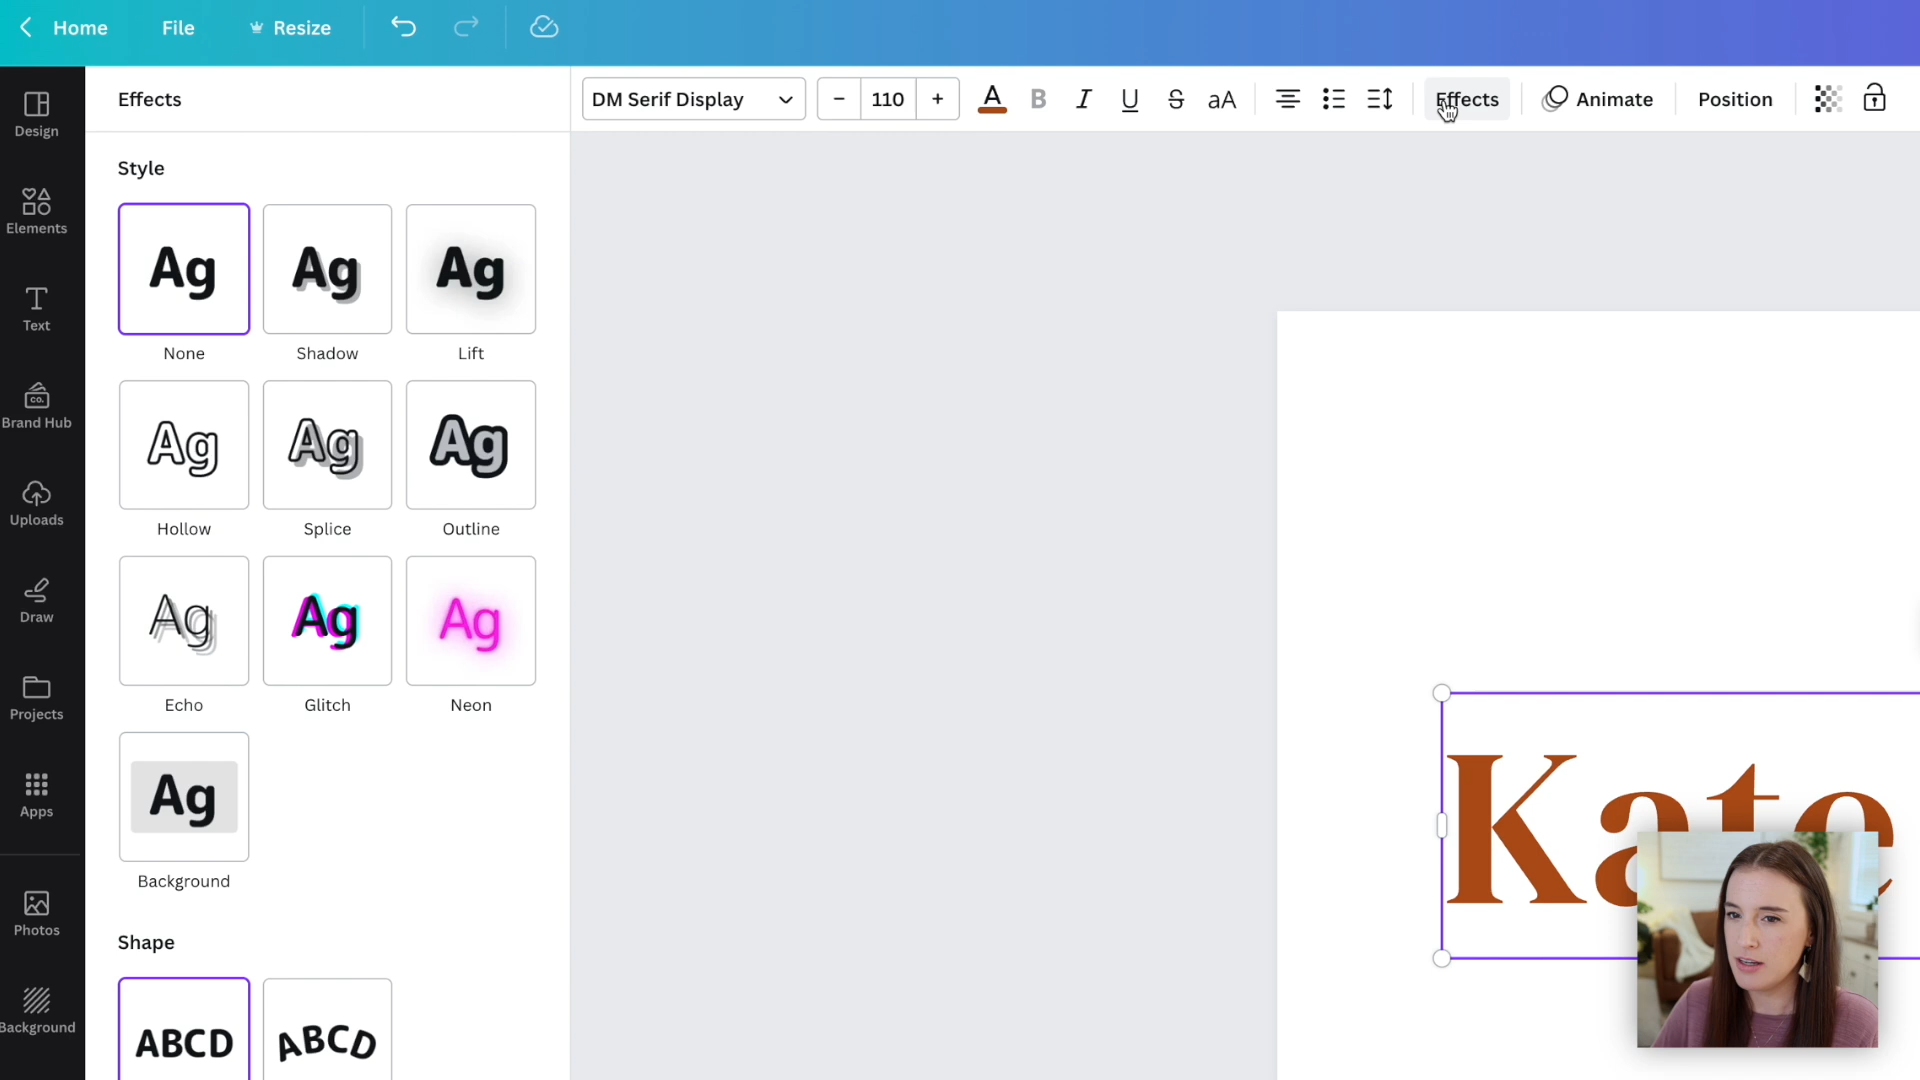 Home File Resize
Effects DM Serif Display - 110 + A B I U S aA Effects Animate Position
Design
Elements
Text
CO.
Brand Hub
Uploads
Draw
Projects
Apps
Photos
Background
Style
Ag Ag Ag
None Shadow Lift
Ag Ag Ag
Hollow Splice Outline
Ag Ag Ag
Echo Glitch Neon
Ag
Background
Shape
ABCD ABCD
Kate